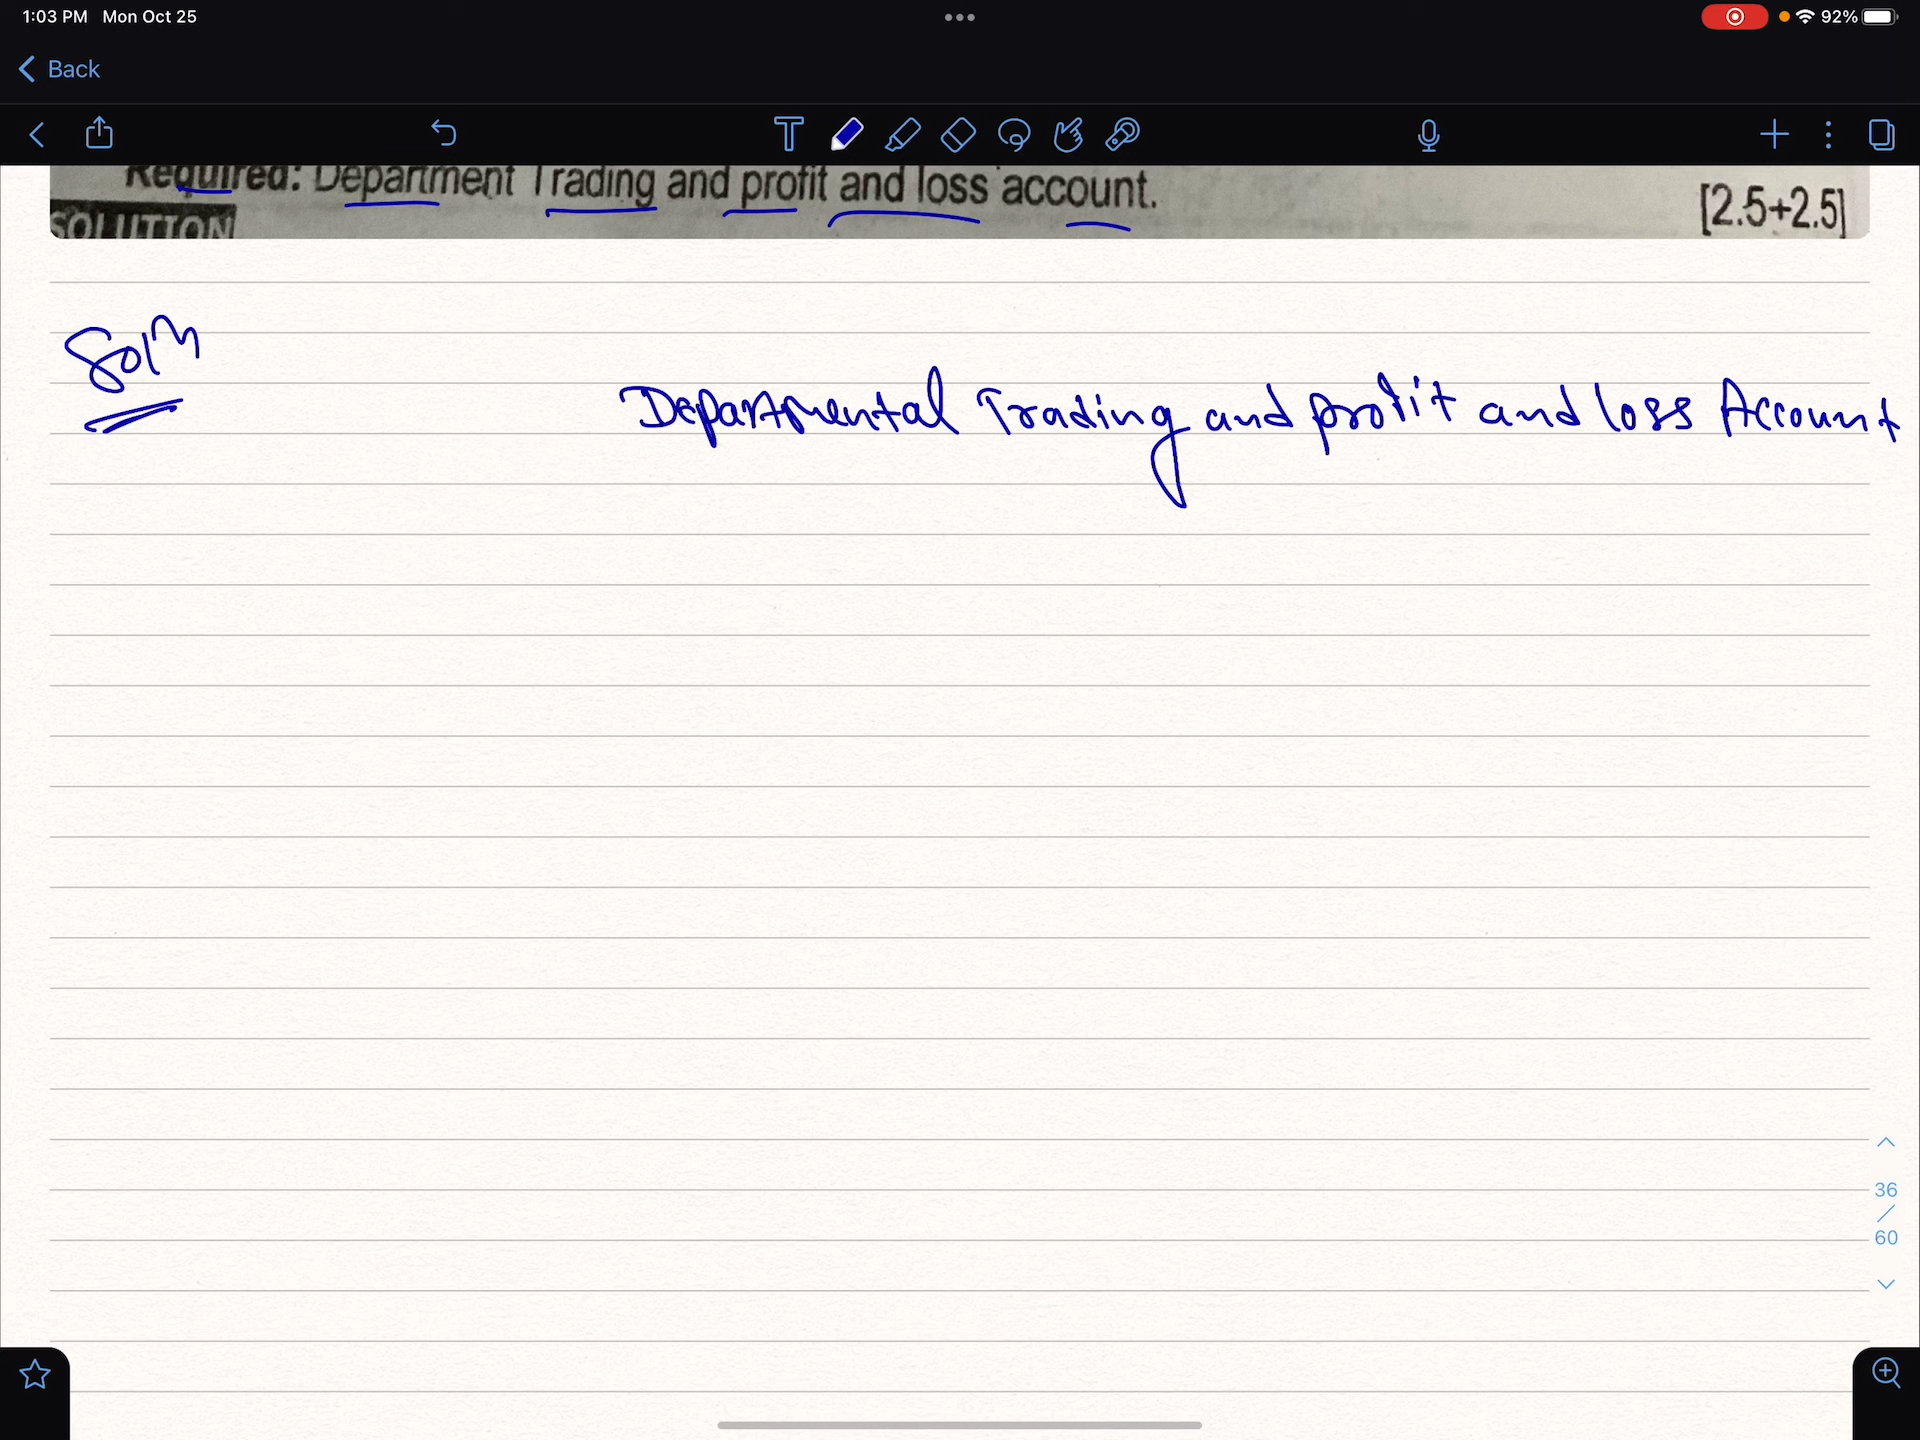 1:03 PM Mon Oct 25
92%
Back
Required: Department Trading and profit and loss account.
[2.5+2.5]
SOLUTION
Soln
Departmental Trading and profit and loss Account
36
/
60